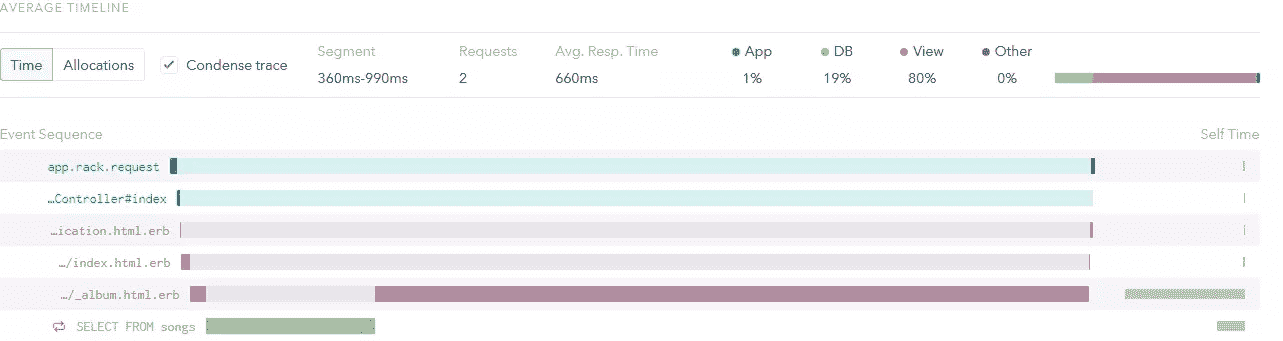 AVERAGE TIMELINE
Time Allocations Condense trace Segment Requests Avg. Resp. Time App DB View Other
360ms-990ms 2 660ms 1% 19% 80% 0%
Event Sequence Self Time
app.rack.request
…Controller#index
…ication.html.erb
…/index.html.erb
…/_album.html.erb
SELECT FROM songs